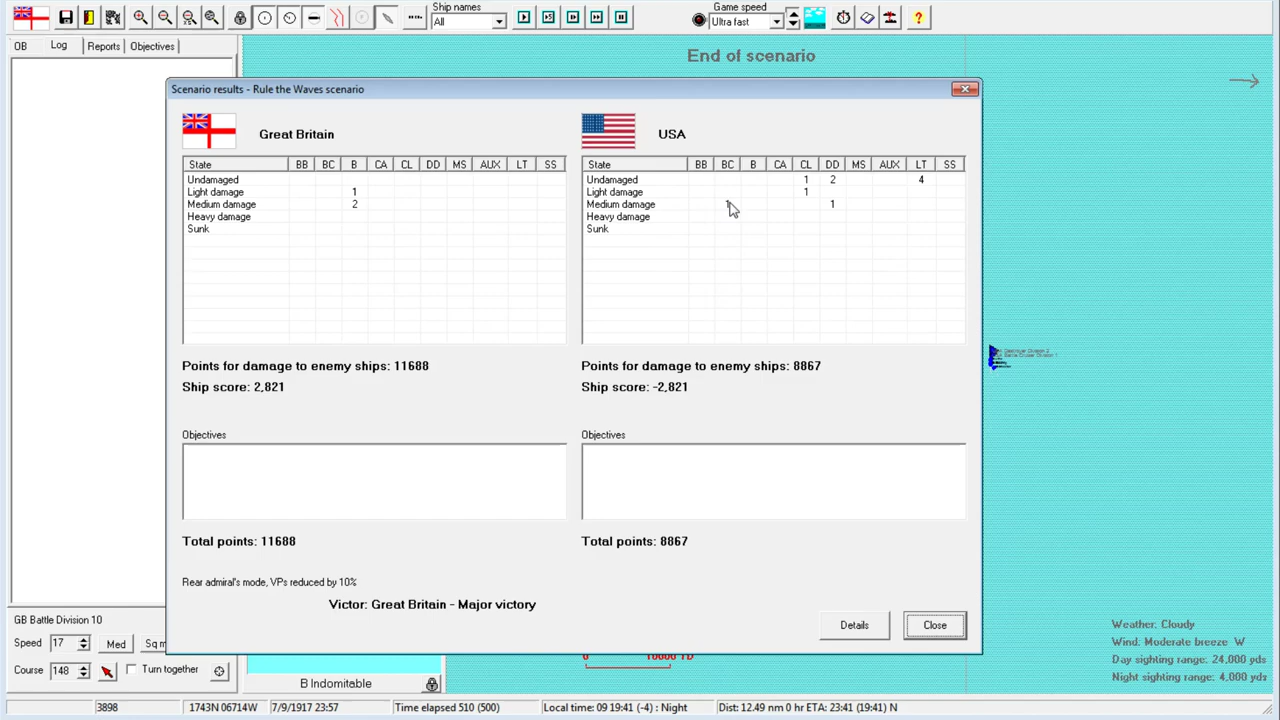 Ship names
All
Game speed
Ultra fast
OB Log Reports Objectives
End of scenario
Scenario results - Rule the Waves scenario
Great Britain
USA
State BB BC B CA CL DD MS AUX LT SS
Undamaged
Light damage 1
Medium damage 2
Heavy damage
Sunk
State BB BC B CA CL DD MS AUX LT SS
Undamaged 1 2 4
Light damage 1
Medium damage 1 1
Heavy damage
Sunk
Points for damage to enemy ships: 11688
Ship score: 2,821
Points for damage to enemy ships: 8867
Ship score: -2,821
Objectives
Objectives
Total points: 11688
Total points: 8867
Rear admiral's mode, VPs reduced by 10%
Victor: Great Britain - Major victory
Details Close
GB Battle Division 10
Speed 17 Med Sq m
Course 148 Turn together
B Indomitable
Weather: Cloudy
Wind: Moderate breeze W
Day sighting range: 24,000 yds
Night sighting range: 4,000 yds
3898 1743N 06714W 7/9/1917 23:57 Time elapsed 510 (500) Local time: 09 19:41 (-4) : Night Dist: 12.49 nm 0 hr ETA: 23:41 (19:41) N